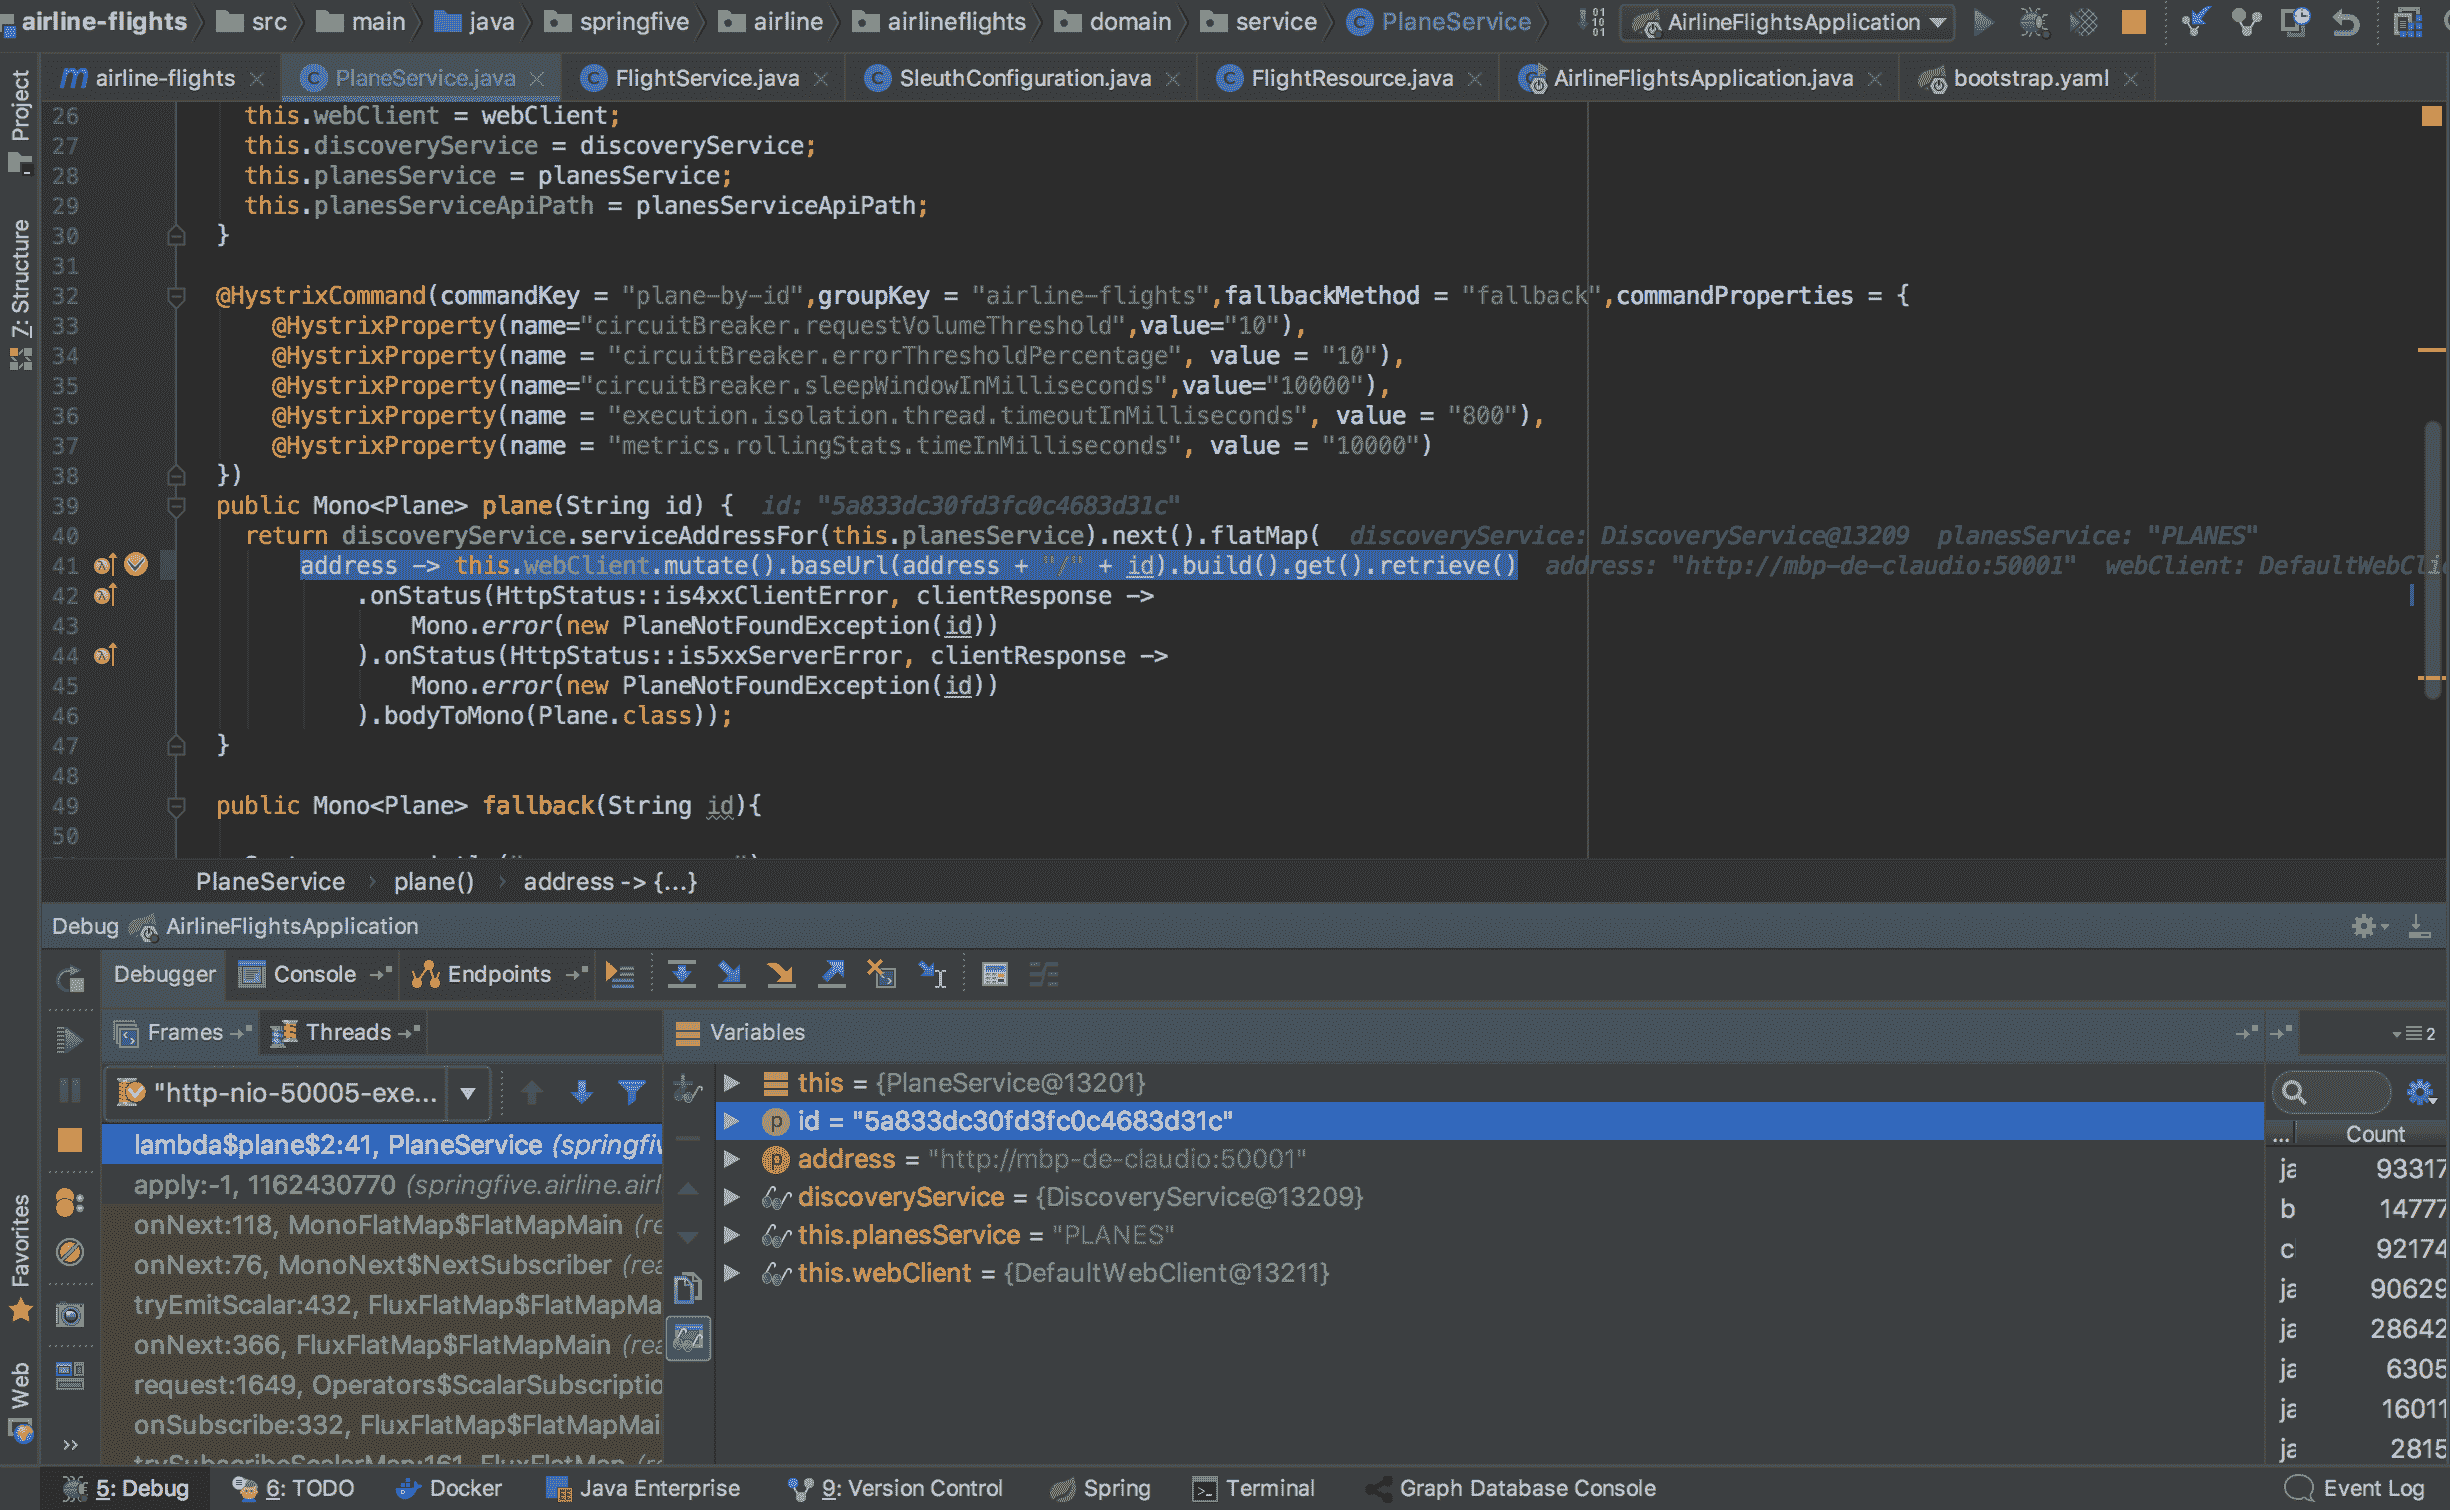 airline-flights src main java springfive airline airlineflights domain service PlaneService AirlineFlightsApplication
airline-flights PlaneService.java FlightService.java SleuthConfiguration.java FlightResource.java AirlineFlightsApplication.java bootstrap.yaml
Project
Z: Structure
Favorites
Web
26 this.webClient = webClient;
27 this.discoveryService = discoveryService;
28 this.planesService = planesService;
29 this.planesServiceApiPath = planesServiceApiPath;
30 }
31
32 @HystrixCommand(commandKey = "plane-by-id",groupKey = "airline-flights",fallbackMethod = "fallback",commandProperties = {
33 @HystrixProperty(name="circuitBreaker.requestVolumeThreshold",value="10"),
34 @HystrixProperty(name = "circuitBreaker.errorThresholdPercentage", value = "10"),
35 @HystrixProperty(name="circuitBreaker.sleepWindowInMilliseconds",value="10000"),
36 @HystrixProperty(name = "execution.isolation.thread.timeoutInMilliseconds", value = "800"),
37 @HystrixProperty(name = "metrics.rollingStats.timeInMilliseconds", value = "10000")
38 })
39 public Mono<Plane> plane(String id) { id: "5a833dc30fd3fc0c4683d31c"
40 return discoveryService.serviceAddressFor(this.planesService).next().flatMap( discoveryService: DiscoveryService@13209 planesService: "PLANES"
41 address -> this.webClient.mutate().baseUrl(address + "/" + id).build().get().retrieve() address: "http://mbp-de-claudio:50001" webClient: DefaultWebCli
42 .onStatus(HttpStatus::is4xxClientError, clientResponse ->
43 Mono.error(new PlaneNotFoundException(id))
44 ).onStatus(HttpStatus::is5xxServerError, clientResponse ->
45 Mono.error(new PlaneNotFoundException(id))
46 ).bodyToMono(Plane.class));
47 }
48
49 public Mono<Plane> fallback(String id){
50
PlaneService plane() address -> {...}
Debug AirlineFlightsApplication
Debugger Console Endpoints
Frames Threads
"http-nio-50005-exe...
lambda$plane$2:41, PlaneService (springfiv
apply:-1, 1162430770 (springfive.airline.airl
onNext:118, MonoFlatMap$FlatMapMain (re
onNext:76, MonoNext$NextSubscriber (rea
tryEmitScalar:432, FluxFlatMap$FlatMapMa
onNext:366, FluxFlatMap$FlatMapMain (rea
request:1649, Operators$ScalarSubscriptio
onSubscribe:332, FluxFlatMap$FlatMapMai
Variables
this = {PlaneService@13201}
id = "5a833dc30fd3fc0c4683d31c"
address = "http://mbp-de-claudio:50001"
discoveryService = {DiscoveryService@13209}
this.planesService = "PLANES"
this.webClient = {DefaultWebClient@13211}
2
... Count
ja 93317
b 14777
c 92174
ja 90629
ja 28642
ja 6305
ja 16011
ja 2815
5: Debug 6: TODO Docker Java Enterprise 9: Version Control Spring Terminal Graph Database Console Event Log